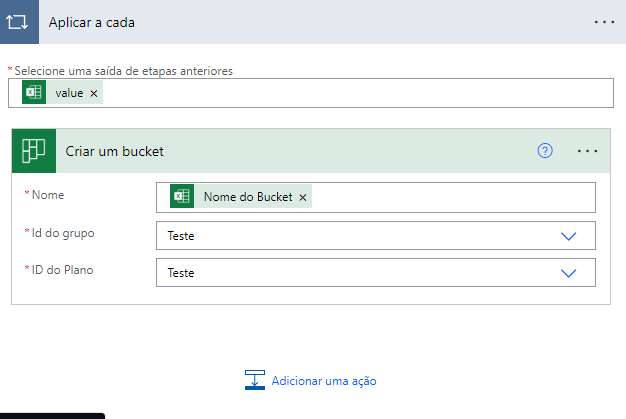 Aplicar a cada
* Selecione uma saída de etapas anteriores
value ×
Criar um bucket
* Nome
Nome do Bucket ×
* Id do grupo
Teste
* ID do Plano
Teste
Adicionar uma ação